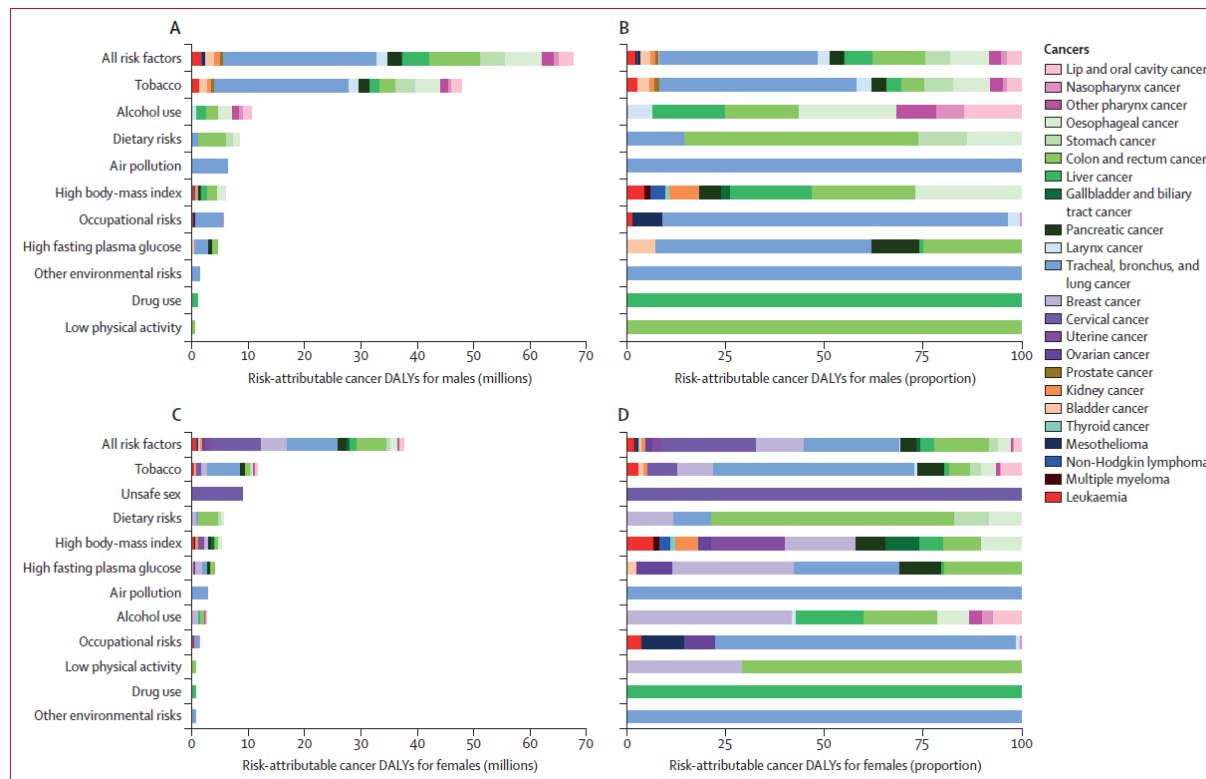 A
All risk factors
Tobacco
Alcohol use
Dietary risks
Air pollution
High body-mass index
Occupational risks
High fasting plasma glucose
Other environmental risks
Drug use
Low physical activity
0 10 20 30 40 50 60 70
Risk-attributable cancer DALYs for males (millions)
B
0 25 50 75 100
Risk-attributable cancer DALYs for males (proportion)
Cancers
Lip and oral cavity cancer
Nasopharynx cancer
Other pharynx cancer
Oesophageal cancer
Stomach cancer
Colon and rectum cancer
Liver cancer
Gallbladder and biliary
tract cancer
Pancreatic cancer
Larynx cancer
Tracheal, bronchus, and
lung cancer
Breast cancer
Cervical cancer
Uterine cancer
Ovarian cancer
Prostate cancer
Kidney cancer
Bladder cancer
Thyroid cancer
Mesothelioma
Non-Hodgkin lymphoma
Multiple myeloma
Leukaemia
C
All risk factors
Tobacco
Unsafe sex
Dietary risks
High body-mass index
High fasting plasma glucose
Air pollution
Alcohol use
Occupational risks
Low physical activity
Drug use
Other environmental risks
0 10 20 30 40 50 60 70
Risk-attributable cancer DALYs for females (millions)
D
0 25 50 75 100
Risk-attributable cancer DALYs for females (proportion)